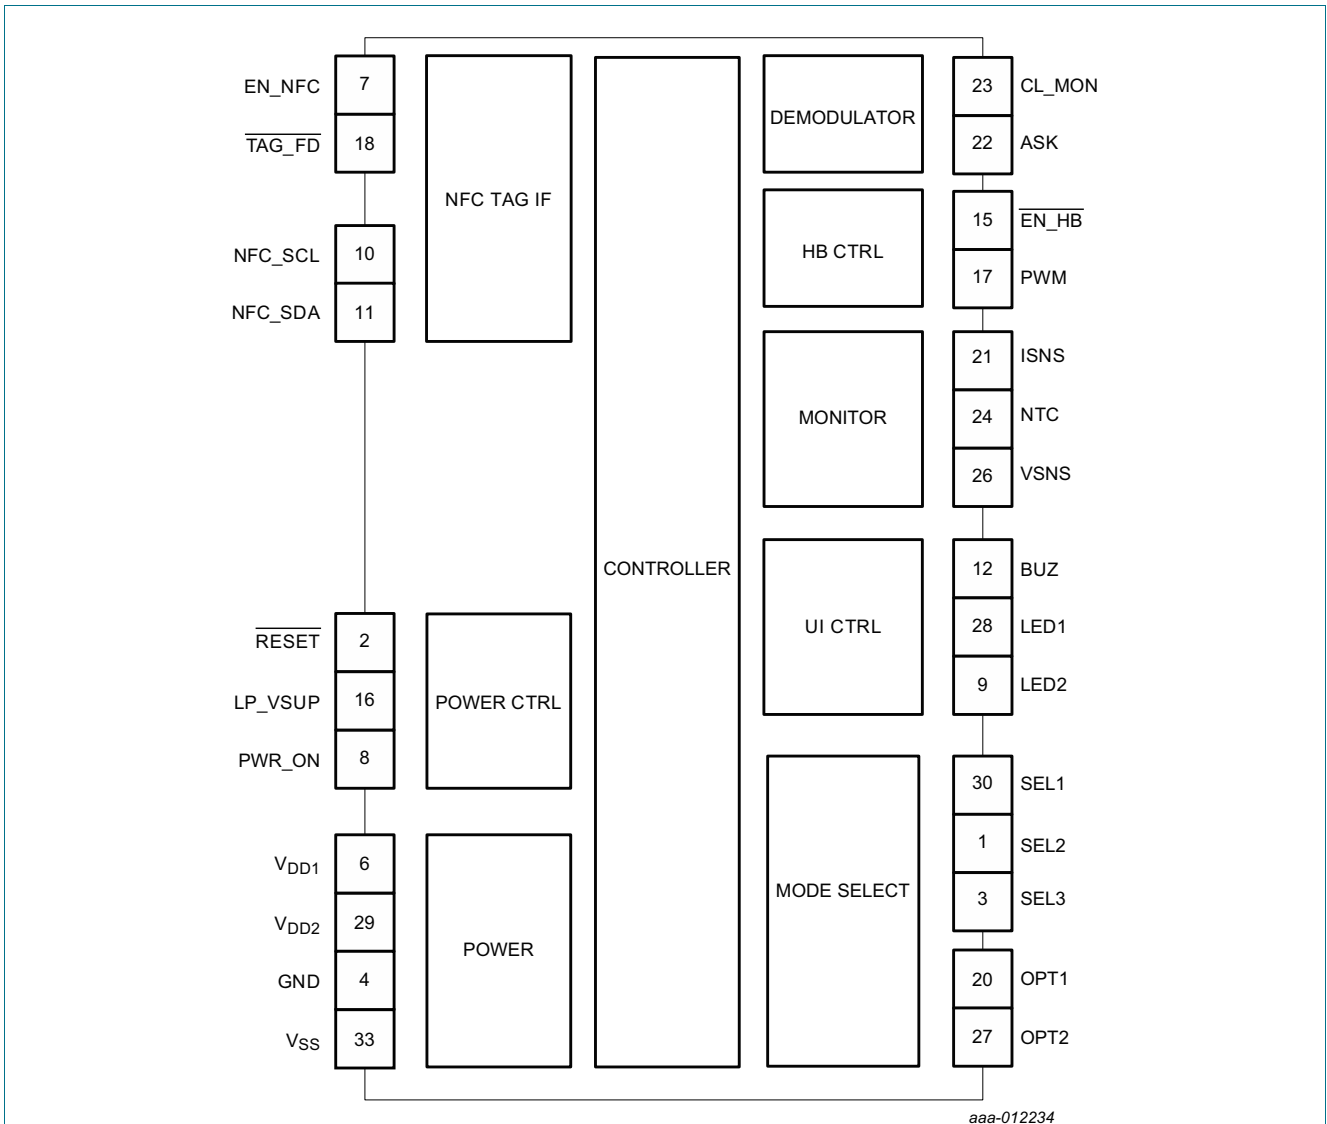 EN_NFC 7
TAG_FD 18
NFC_SCL 10
NFC_SDA 11
NFC TAG IF
RESET 2
LP_VSUP 16
PWR_ON 8
POWER CTRL
VDD1 6
VDD2 29
GND 4
VSS 33
POWER
CONTROLLER
DEMODULATOR
23 CL_MON
22 ASK
HB CTRL
15 EN_HB
17 PWM
MONITOR
21 ISNS
24 NTC
26 VSNS
UI CTRL
12 BUZ
28 LED1
9 LED2
MODE SELECT
30 SEL1
1 SEL2
3 SEL3
20 OPT1
27 OPT2
aaa-012234